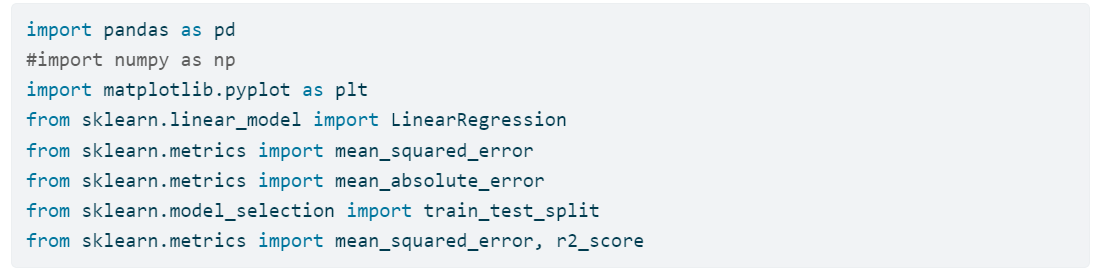 import pandas as pd
#import numpy as np
import matplotlib.pyplot as plt
from sklearn.linear_model import LinearRegression
from sklearn.metrics import mean_squared_error
from sklearn.metrics import mean_absolute_error
from sklearn.model_selection import train_test_split
from sklearn.metrics import mean_squared_error, r2_score